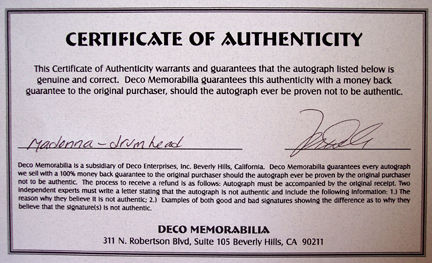 CERTIFICATE OF AUTHENTICITY
This Certificate of Authenticity warrants and guarantees that the autograph listed below is
genuine and correct. Deco Memorabilia guarantees this authenticity with a money back
guarantee to the original purchaser, should the autograph ever be proven not to be authentic.
Madonna - drumhead
Deco Memorabilia is a subsidiary of Deco Enterprises, Inc. Beverly Hills, California. Deco Memorabilia guarantees every autograph
we sell with a 100% money back guarantee to the original purchaser should the autograph ever be proven by the original purchaser
not to be authentic. The process to receive a refund is as follows: Autograph must be accompanied by the original receipt. Two
independent experts must write a letter stating that the autograph is not authentic and include the following information: 1.) The
reason why they believe it is not authentic; 2.) Examples of both good and bad signatures showing the difference as to why they
believe that the signature(s) is not authentic.
DECO MEMORABILIA
311 N. Robertson Blvd, Suite 105 Beverly Hills, CA 90211